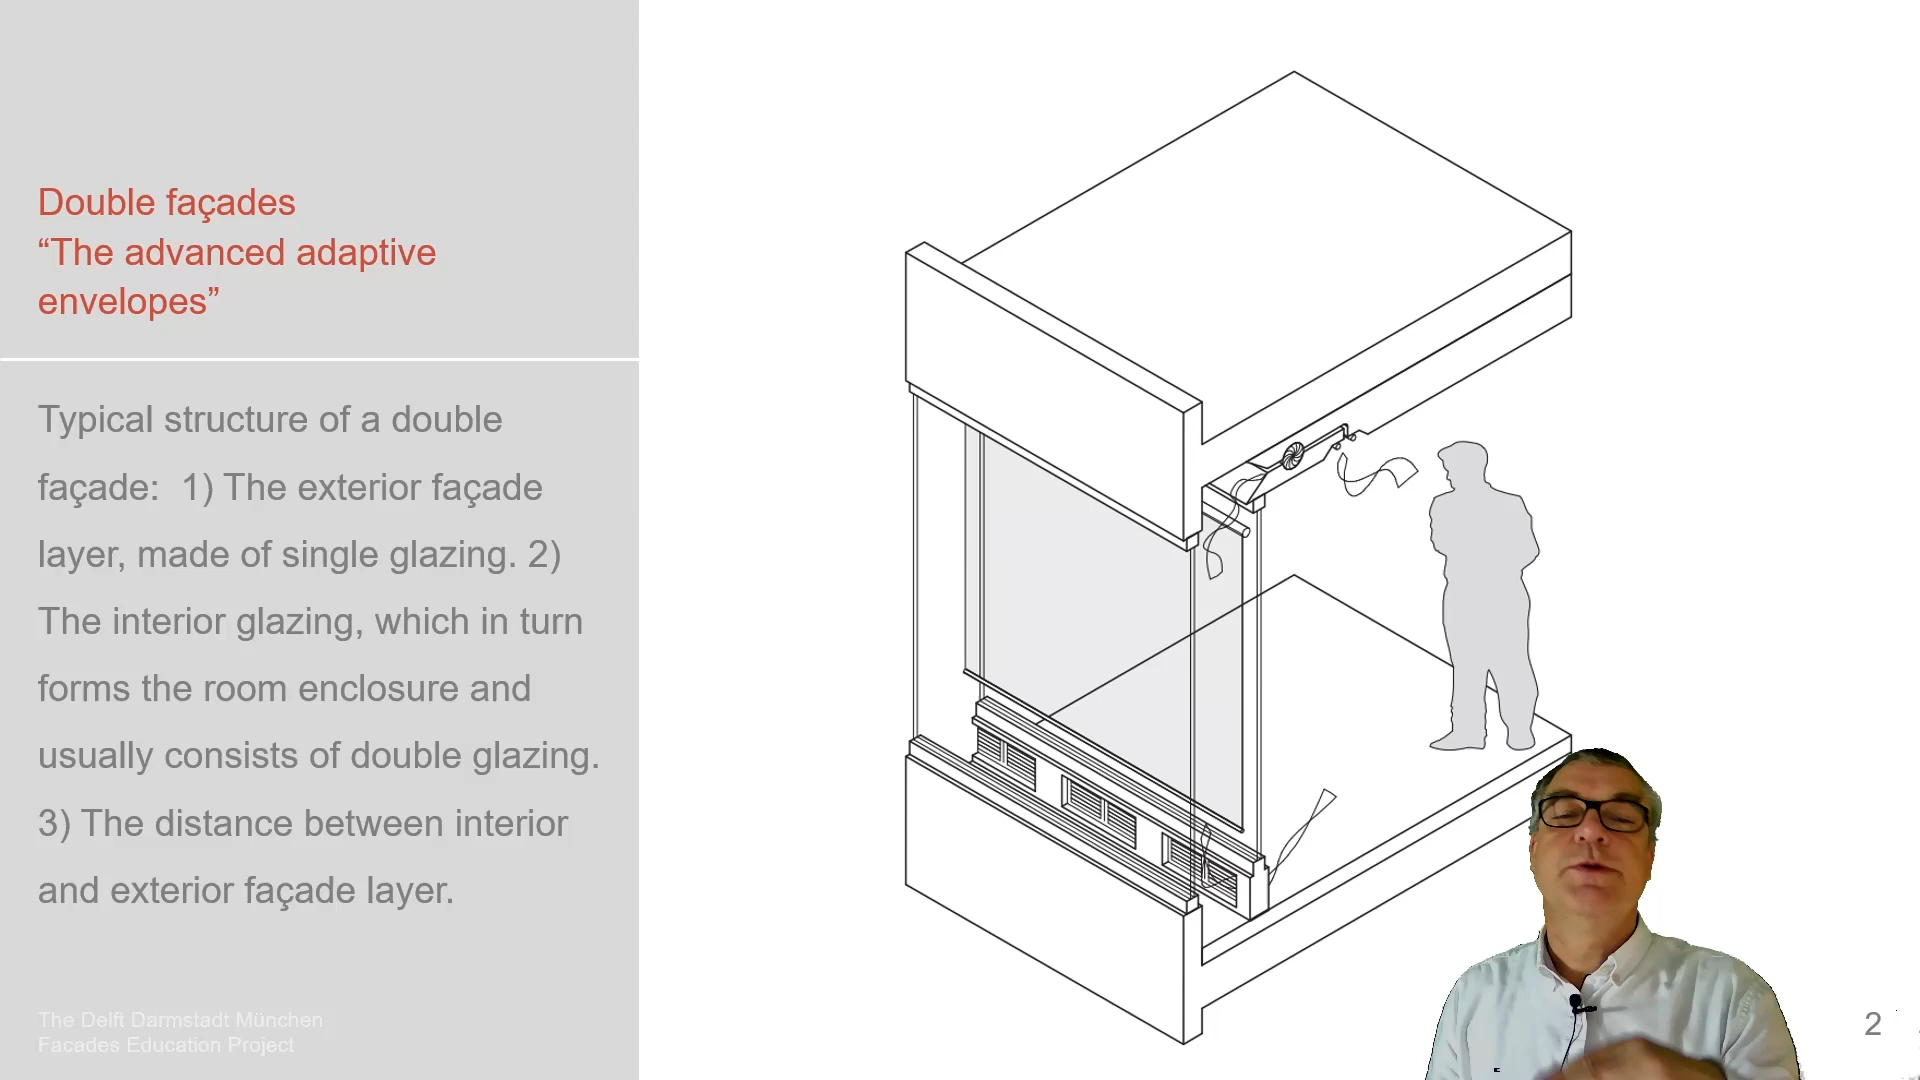 Double façades
“The advanced adaptive
envelopes”
Typical structure of a double
façade:  1) The exterior façade
layer, made of single glazing. 2)
The interior glazing, which in turn
forms the room enclosure and
usually consists of double glazing.
3) The distance between interior
and exterior façade layer.
The Delft Darmstadt München
Facades Education Project
2